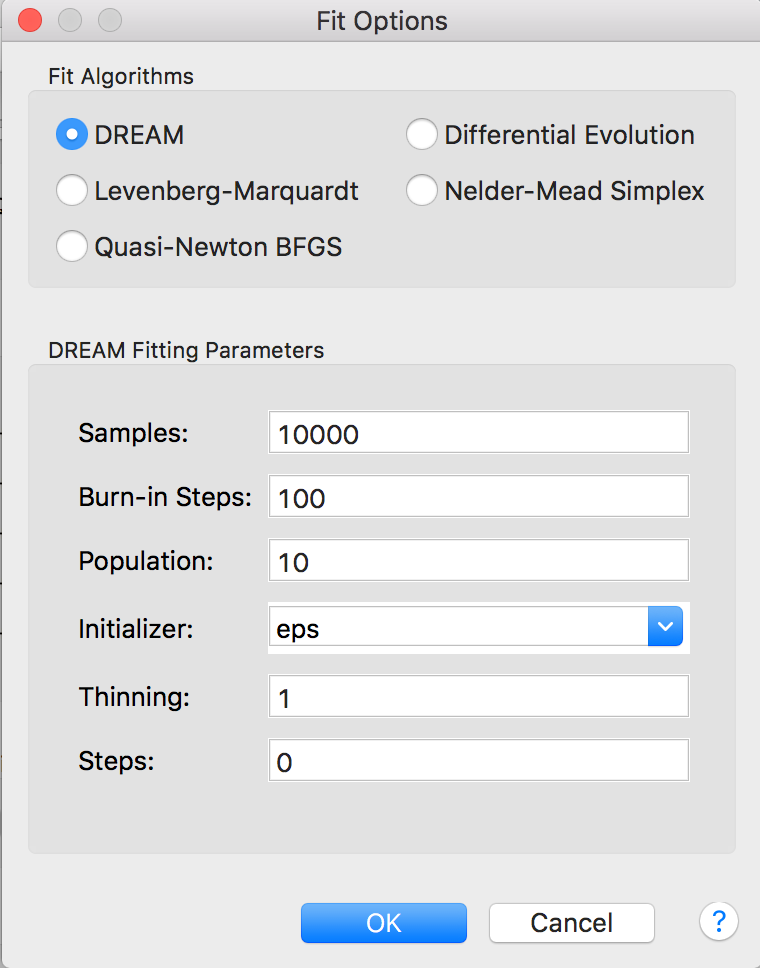 Fit Options
Fit Algorithms
DREAM
Differential Evolution
Levenberg-Marquardt
Nelder-Mead Simplex
Quasi-Newton BFGS
DREAM Fitting Parameters
Samples: 10000
Burn-in Steps: 100
Population: 10
Initializer: eps
Thinning: 1
Steps: 0
OK
Cancel
?